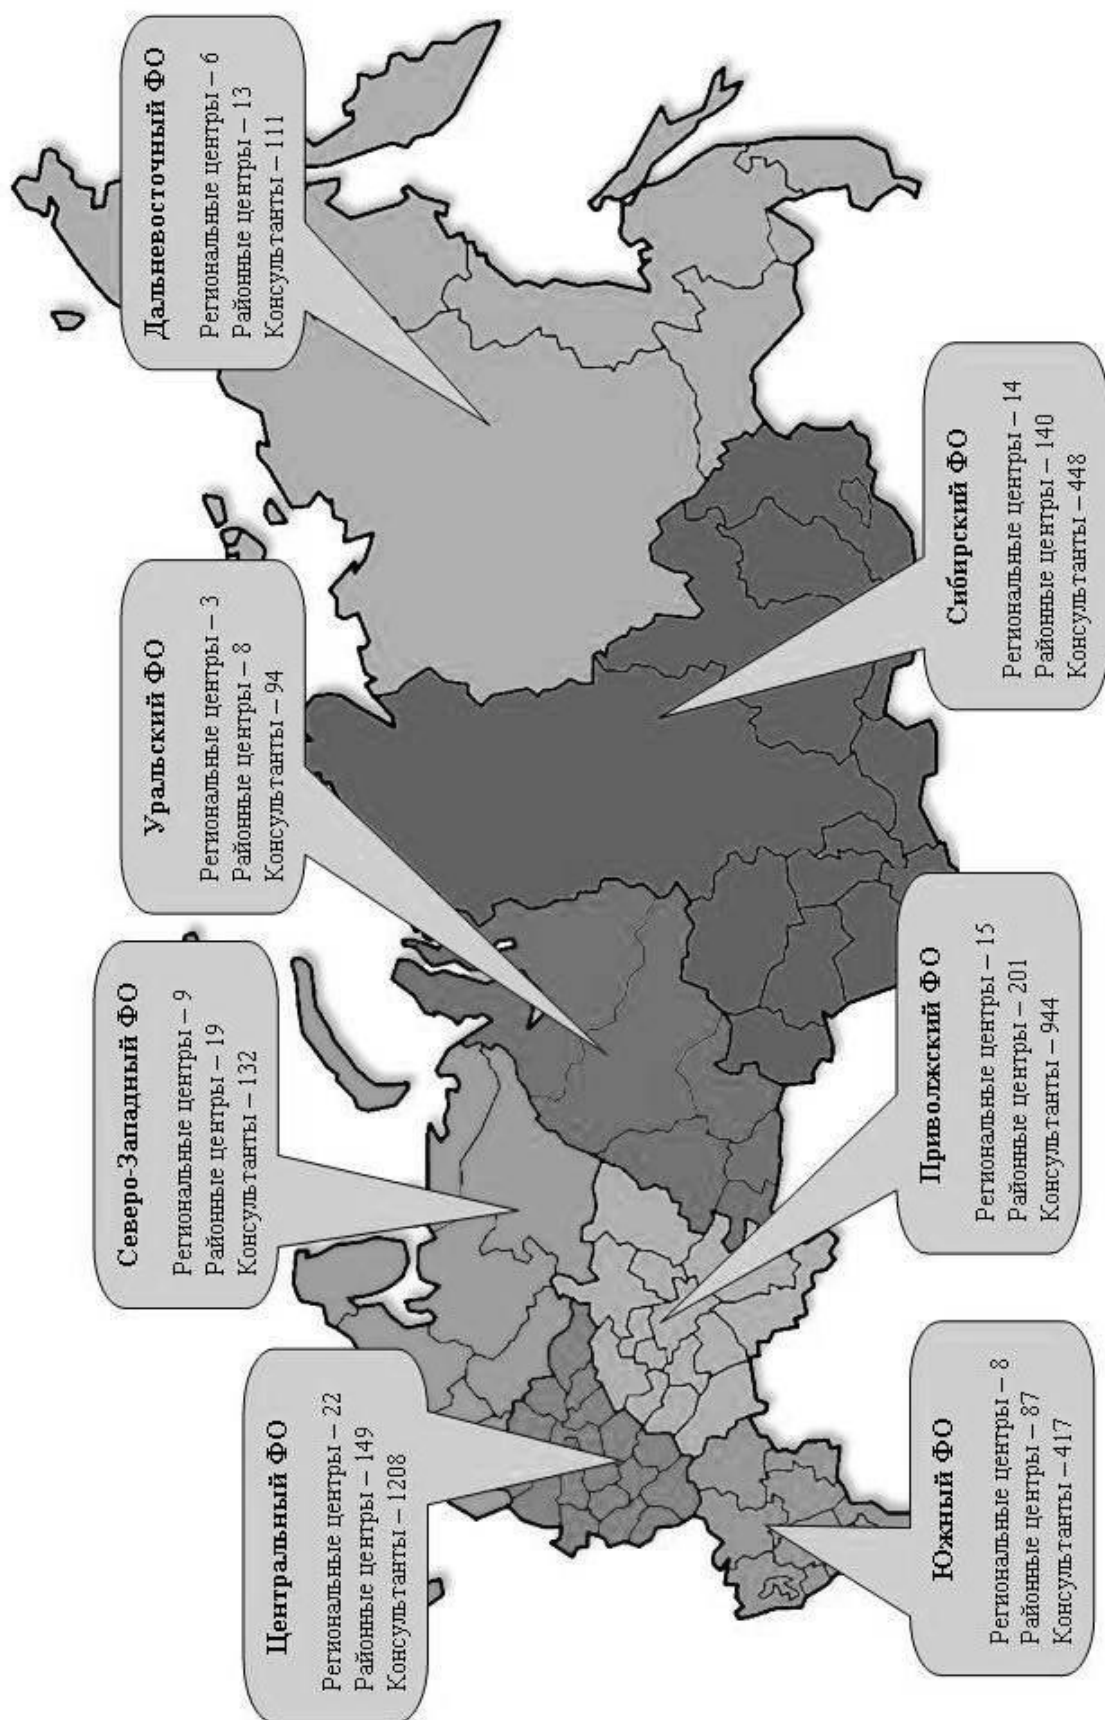 Центральный ФО
Региональные центры – 22
Районные центры – 149
Консультанты – 1208
Северо-Западный ФО
Региональные центры – 9
Районные центры – 19
Консультанты – 132
Уральский ФО
Региональные центры – 3
Районные центры – 8
Консультанты – 94
Дальневосточный ФО
Региональные центры – 6
Районные центры – 13
Консультанты – 111
Южный ФО
Региональные центры – 8
Районные центры – 87
Консультанты – 417
Приволжский ФО
Региональные центры – 15
Районные центры – 201
Консультанты – 944
Сибирский ФО
Региональные центры – 14
Районные центры – 140
Консультанты – 448